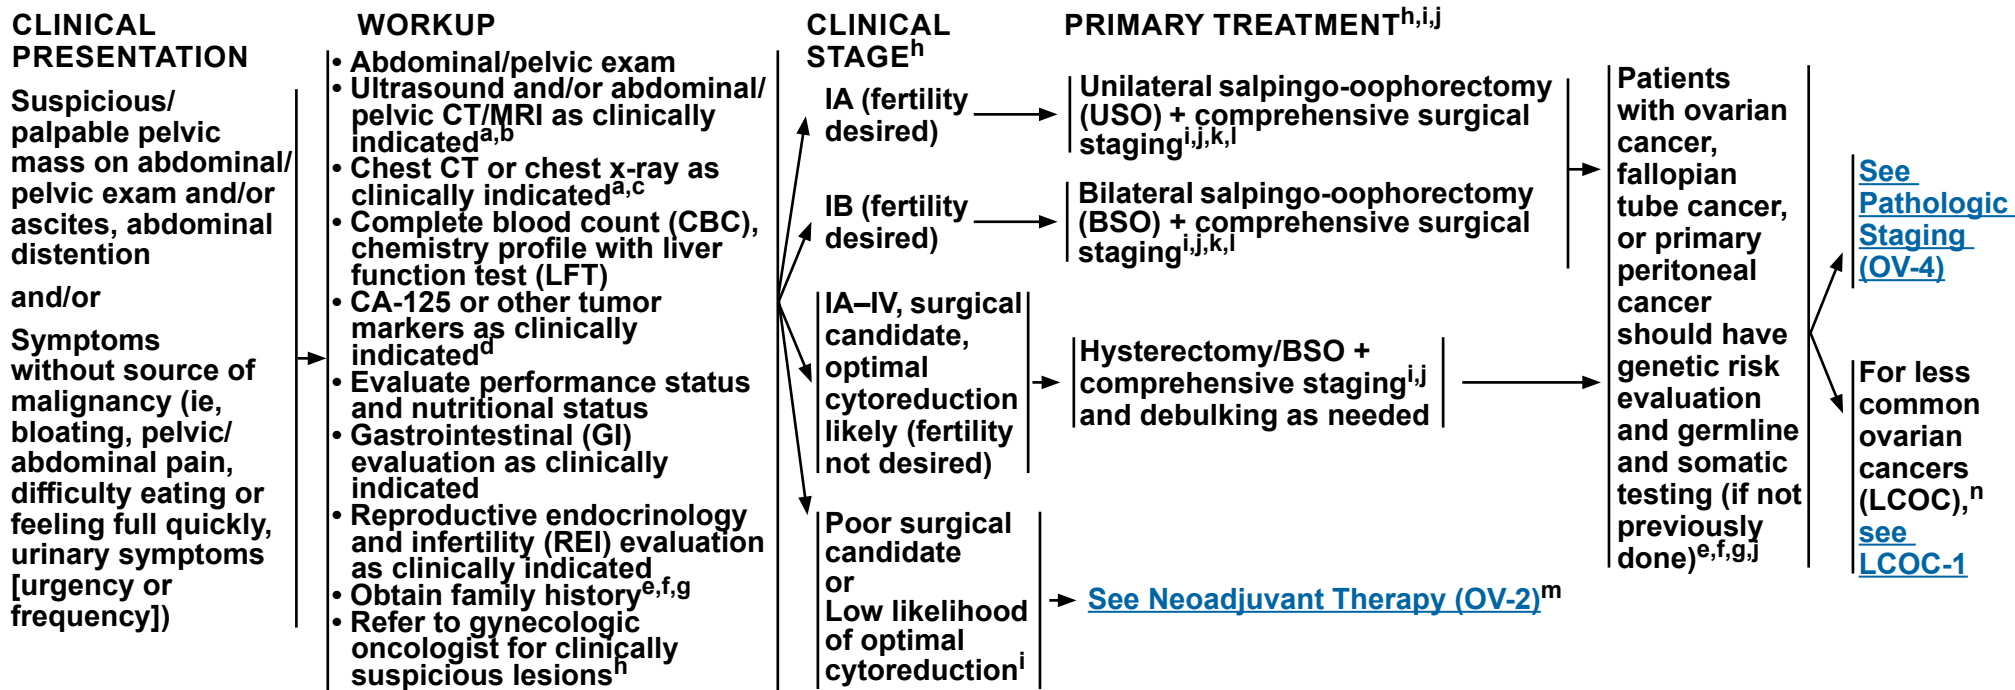 CLINICAL
PRESENTATION
Suspicious/
palpable pelvic
mass on abdominal/
pelvic exam and/or
ascites, abdominal
distention
and/or
Symptoms
without source of
malignancy (ie,
bloating, pelvic/
abdominal pain,
difficulty eating or
feeling full quickly,
urinary symptoms
[urgency or
frequency])
WORKUP
• Abdominal/pelvic exam
• Ultrasound and/or abdominal/
pelvic CT/MRI as clinically
indicateda,b
• Chest CT or chest x-ray as
clinically indicateda,c
• Complete blood count (CBC),
chemistry profile with liver
function test (LFT)
• CA-125 or other tumor
markers as clinically
indicatedd
• Evaluate performance status
and nutritional status
• Gastrointestinal (GI)
evaluation as clinically
indicated
• Reproductive endocrinology
and infertility (REI) evaluation
as clinically indicated
• Obtain family historye,f,g
• Refer to gynecologic
oncologist for clinically
suspicious lesionsh
CLINICAL
STAGEh
IA (fertility
desired)
IB (fertility
desired)
IA–IV, surgical
candidate,
optimal
cytoreduction
likely (fertility
not desired)
Poor surgical
candidate
or
Low likelihood
of optimal
cytoreductioni
PRIMARY TREATMENTh,i,j
Unilateral salpingo-oophorectomy
(USO) + comprehensive surgical
stagingi,j,k,l
Bilateral salpingo-oophorectomy
(BSO) + comprehensive surgical
stagingi,j,k,l
Hysterectomy/BSO +
comprehensive stagingi,j
and debulking as needed
See Neoadjuvant Therapy (OV-2)m
Patients
with ovarian
cancer,
fallopian
tube cancer,
or primary
peritoneal
cancer
should have
genetic risk
evaluation
and germline
and somatic
testing (if not
previously
done)e,f,g,j
See
Pathologic
Staging
(OV-4)
For less
common
ovarian
cancers
(LCOC),n
see
LCOC-1